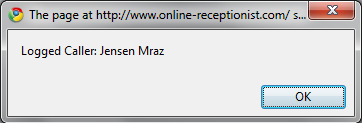 The page at http://www.online-receptionist.com/ s...
Logged Caller: Jensen Mraz
OK